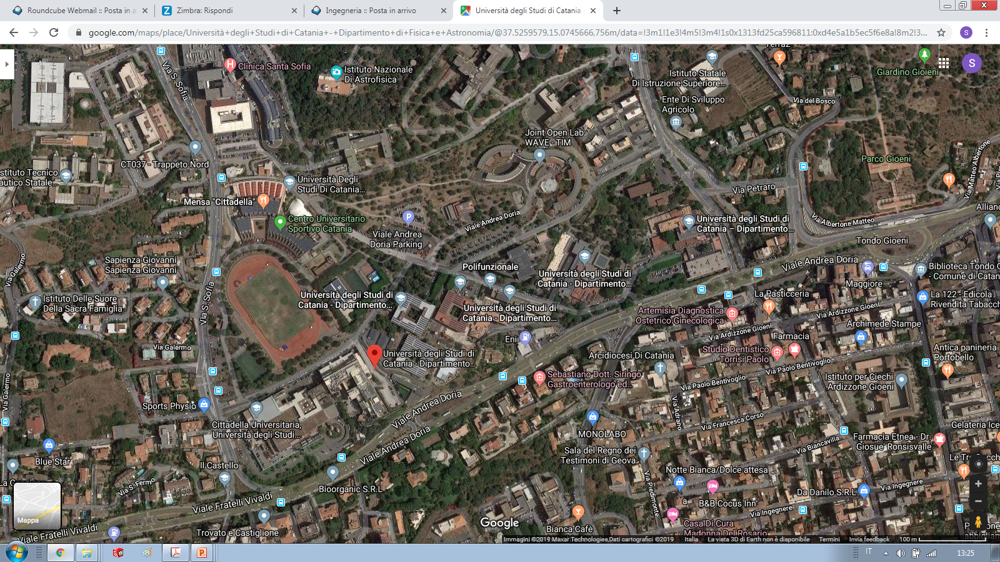 Roundcube Webmail :: Posta in a
Zimbra: Rispondi
Ingegneria :: Posta in arrivo
Università degli Studi di Catania
google.com/maps/place/Università+degli+Studi+di+Catania+-+Dipartimento+di+Fisica+e+Astronomia/@37.5259579,15.0745666,756m/data=!3m1!1e3!4m5!3m4!1s0x1313fd25ca596811:0xd4e5a1b5ec5f6e8a!8m2!3...
S
S
Via S. Sofia
Clinica Santa Sofia
Istituto Nazionale
Di Astrofisica
Istituto Statale
Di Istruzione Superiore...
Giardino Gioeni
Ente Di Sviluppo
Agricolo
Via del Bosco
Joint Open Lab
WAVE - TIM
CT037 - Trappeto Nord
Parco Gioeni
Via Matteo Albertone
stituto Tecnico
autico Statale...
Università Degli
Studi Di Catania...
Via Petraro
Mensa "Cittadella"
Centro Universitario
Sportivo Catania
Viale Andrea Doria
Viale Andrea
Doria Parking
Università degli Studi di
Catania – Dipartimento...
Via Albertone Matteo
Allian
Tondo Gioeni
Via Galermo
Sapienza Giovanni
Sapienza Giovanni
Polifunzionale
Università degli Studi di
Catania - Dipartimento...
Viale Andrea Doria
Maggiore
Biblioteca Tondo G
- Comune di Catan
Istituto Delle Suore
Della Sacra Famiglia
Via S. Sofia
Università degli Studi di
Catania - Dipartimento...
Università degli Studi di
Catania - Dipartimento...
La Pasticceria
La 122 - Edicola
Rivendita Tabacch
Artemisia Diagnostica
Ostetrico Ginecologica
Via Ardizzone Gioeni
Via Ardizzone Gioeni
Archimede Stampe
Via Galermo
Eni
Farmacia
Studio Dentistico
Torrisi Paolo
Antica panineria
Portobello
Università degli Studi di
Catania - Dipartimento...
Arcidiocesi Di Catania
Via Paolo Bentivoglio
Via Paolo Bentivoglio
Sebastiano Dott. Siringo
Gastroenterologo ed...
Istituto per Ciechi
Ardizzone Gioeni
Via Galermo
Sports Physio
Viale Andrea Doria
Via Adrano
Via Francesca Corso
Cittadella Universitaria,
Università degli Studi...
Viale Andrea Doria
MONOLABO
Gelateria Ice
Farmacia Etnea - Dr.
Giosue' Ronsisvalle
Via Biancavilla
Blue Star
Il Castello
Sala del Regno dei
Testimoni di Geova
Notte Bianca/Dolce attesa
Via S. Fermo
Bioorganic S.R.L
Via Piedimonte
Via Ingegnere
Da Danilo S.R.L
B&B Cocus Inn
Via Ingegnere
Mappa
Viale Fratelli Vivaldi
Google
Bianca Cafè
Casa Di Cura
Madonna Del Rosario
Viale Fratelli Vivaldi
Trovato e Castiglione
Immagini ©2019 Maxar Technologies,Dati cartografici ©2019
Italia
La vista 3D di Earth non è disponibile
Termini
Invia feedback
100 m
IT
13:25